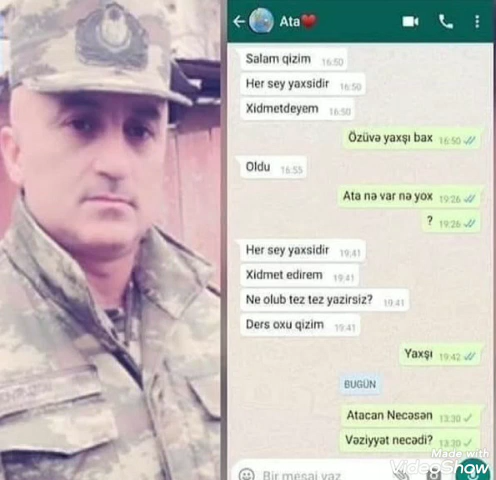 Ata
Salam qizim 16:50
Her sey yaxsidir 16:50
Xidmetdeyem 16:50
Özüvə yaxşı bax 16:50
Oldu 16:55
Ata nə var nə yox 19:26
? 19:26
Her sey yaxsidir 19:41
Xidmet edirem 19:41
Ne olub tez tez yazirsiz? 19:41
Ders oxu qizim 19:41
Yaxşı 19:42
BUGÜN
Atacan Necəsən 13:30
Vəziyyət necədi? 13:30
Bir mesaj yaz
Made with
VideoShow